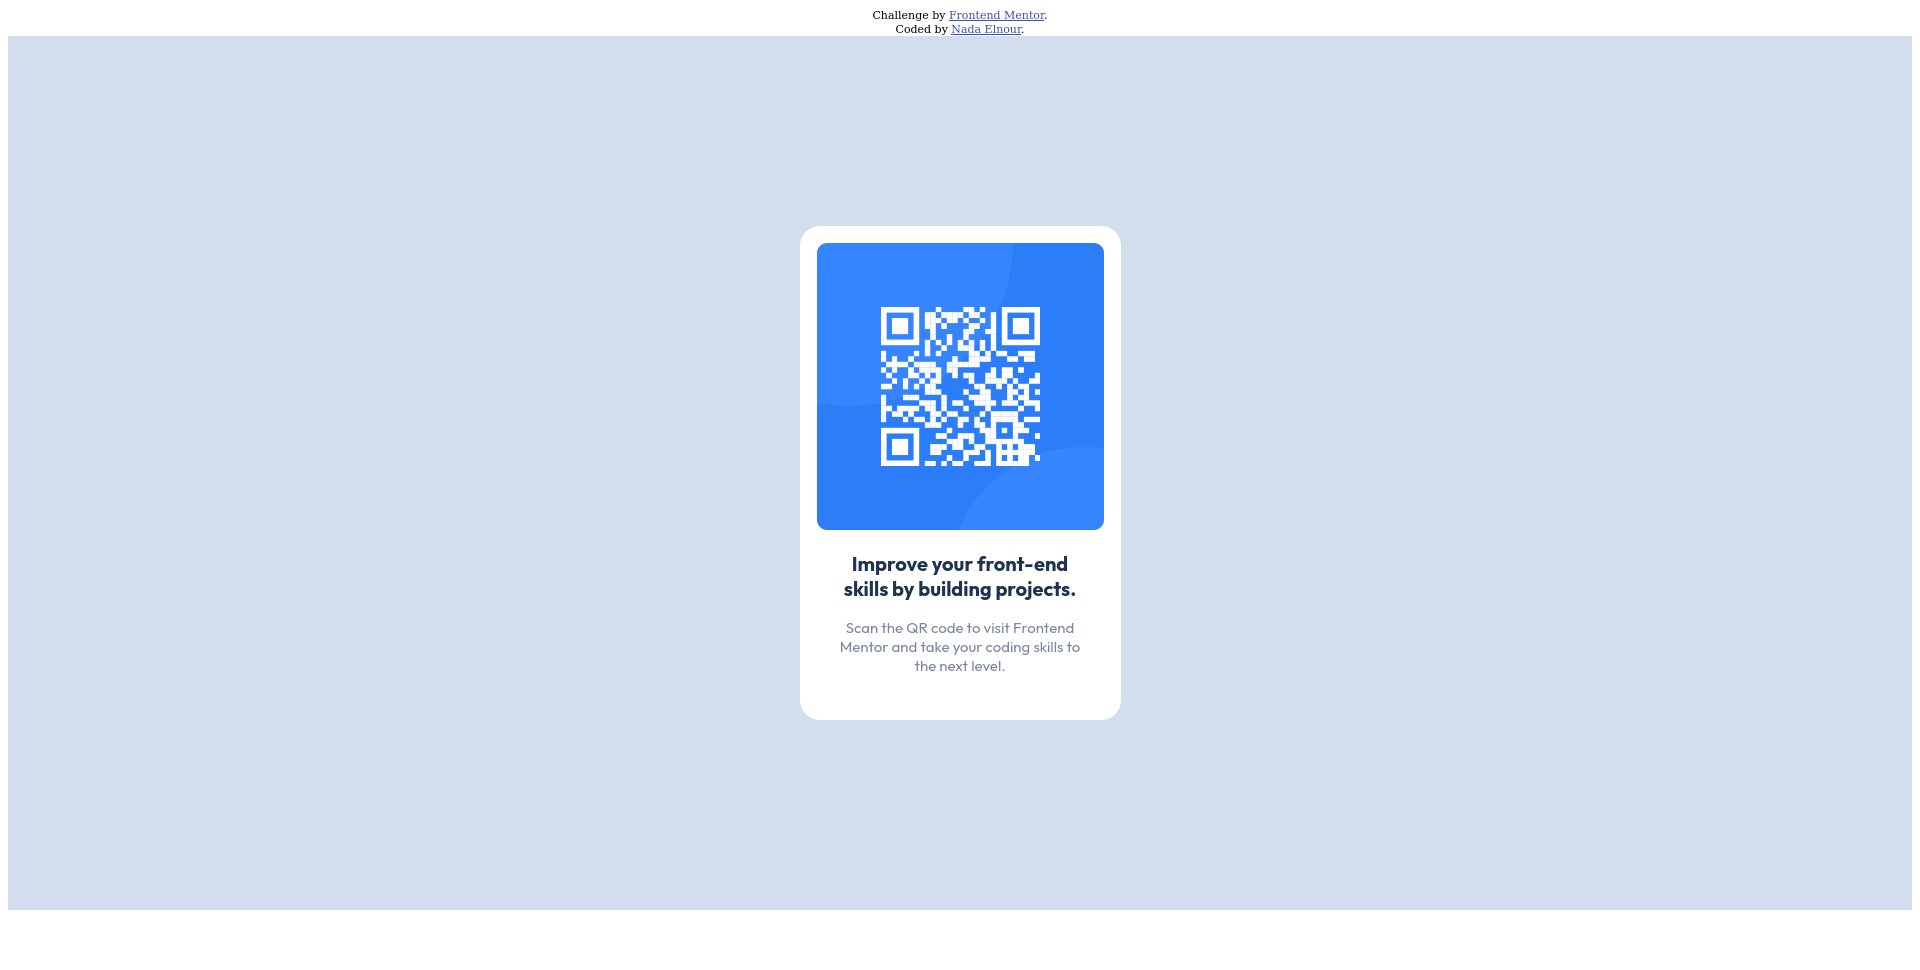 Challenge by Frontend Mentor.
Coded by Nada Elnour.
Improve your front-end
skills by building projects.
Scan the QR code to visit Frontend
Mentor and take your coding skills to
the next level.